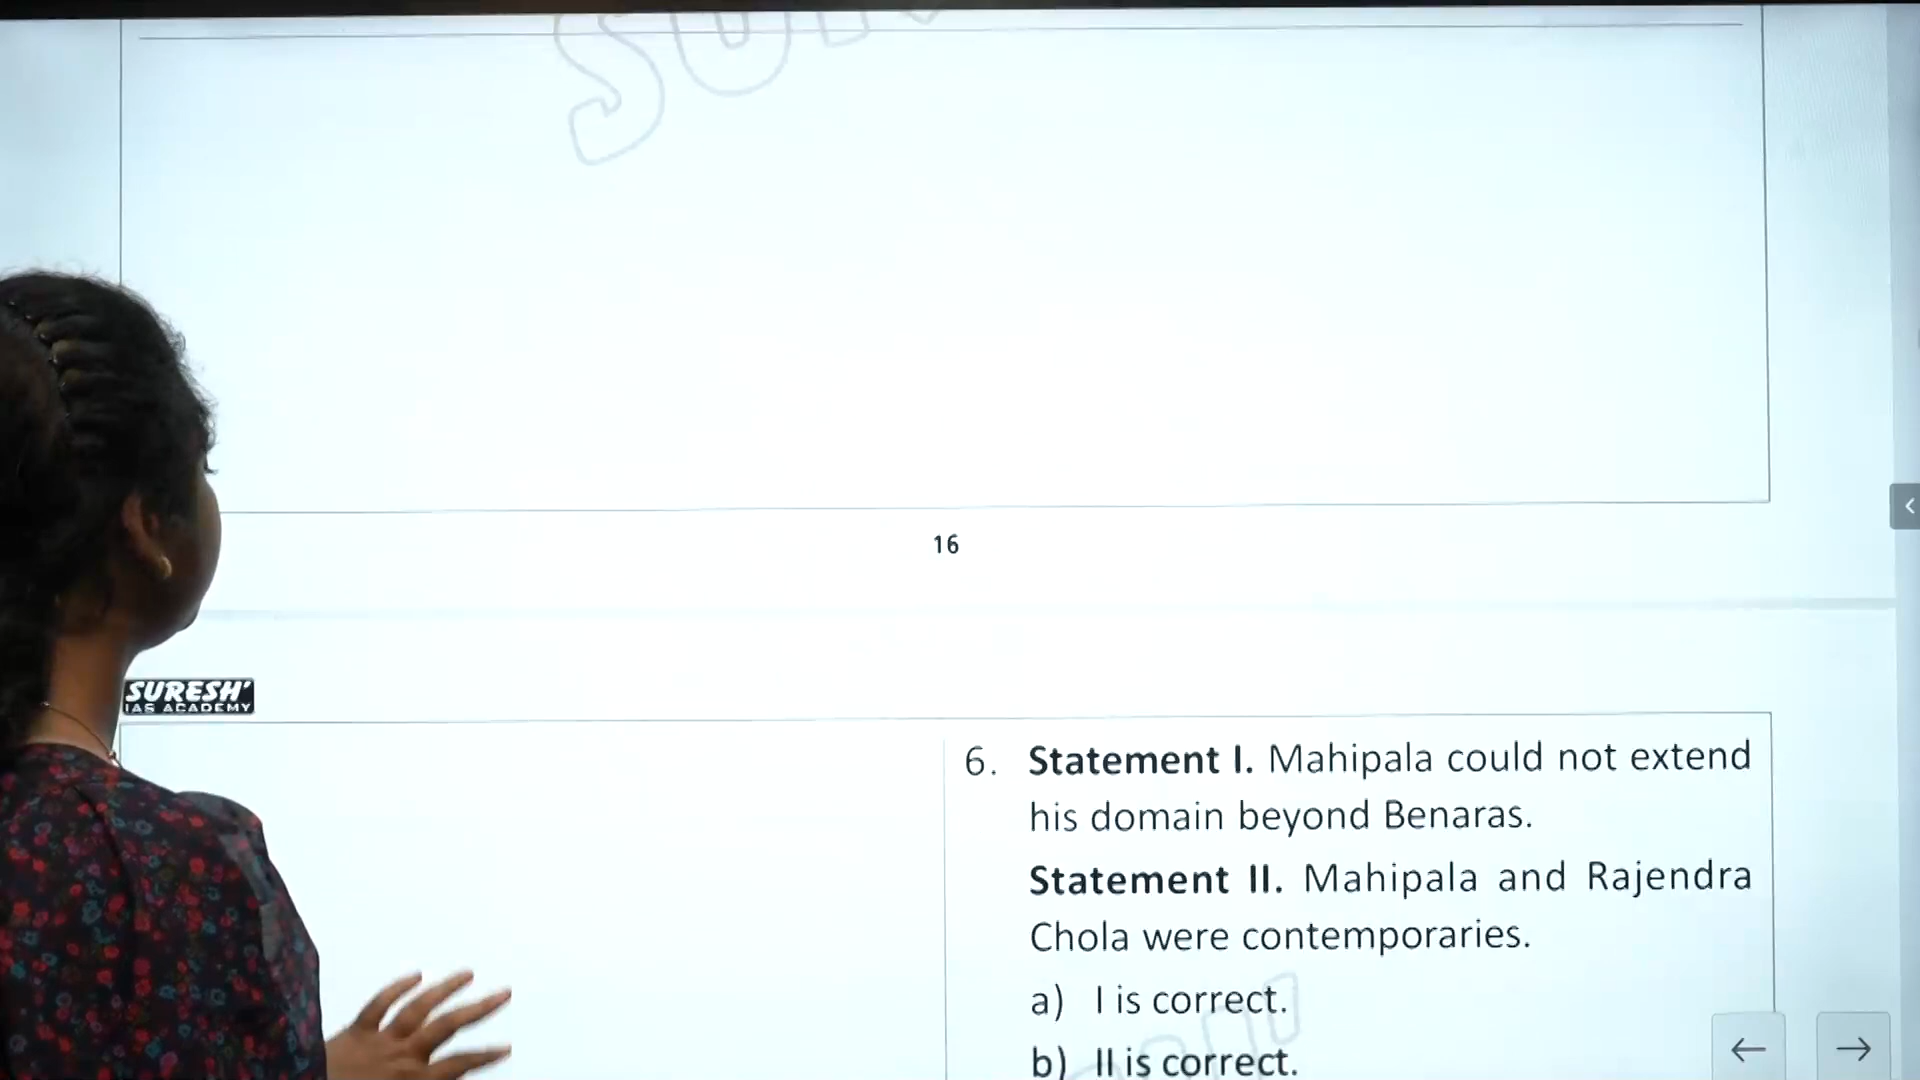 16
SURESH'
IAS ACADEMY
6. Statement I. Mahipala could not extend
his domain beyond Benaras.
Statement II. Mahipala and Rajendra
Chola were contemporaries.
a) I is correct.
b) II is correct.